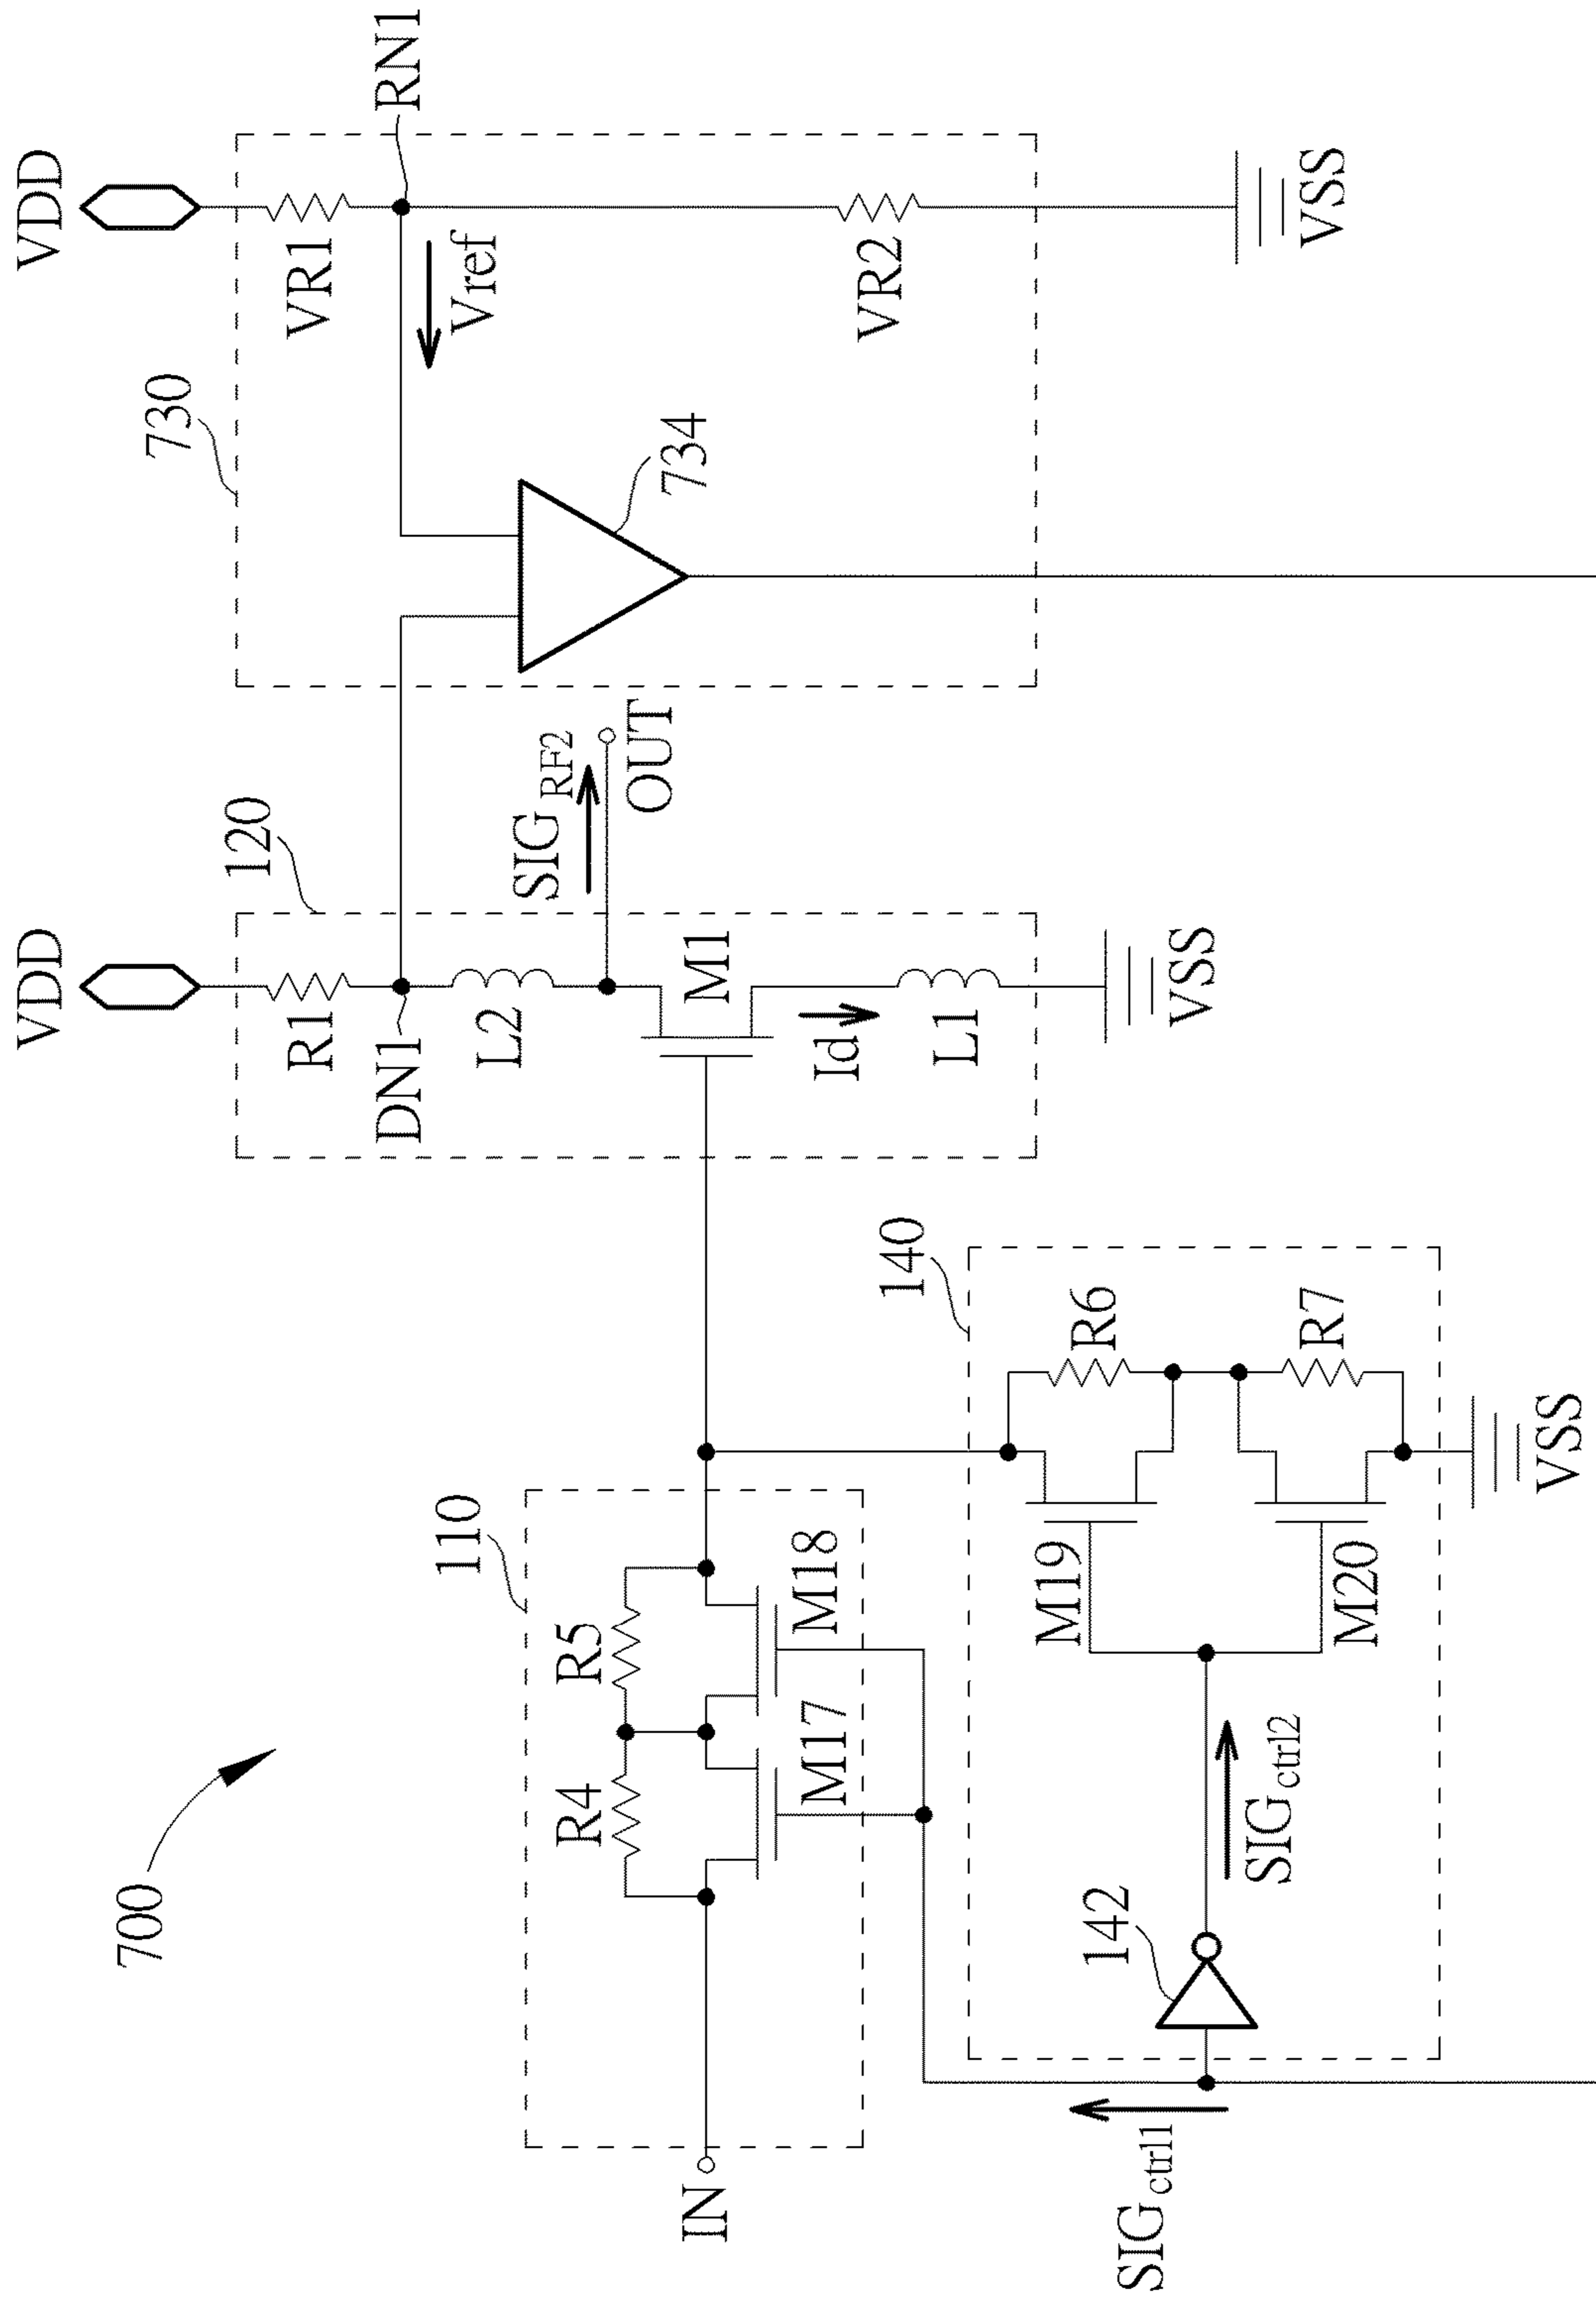 700
VDD
VDD
730
120
R1
VR1
DN1
RN1
Vref
110
L2
SIG RF2
R4
R5
734
OUT
IN
M1
M17
M18
Id
VR2
140
L1
SIG ctrl1
142
M19
R6
VSS
SIG ctrl2
VSS
M20
R7
VSS